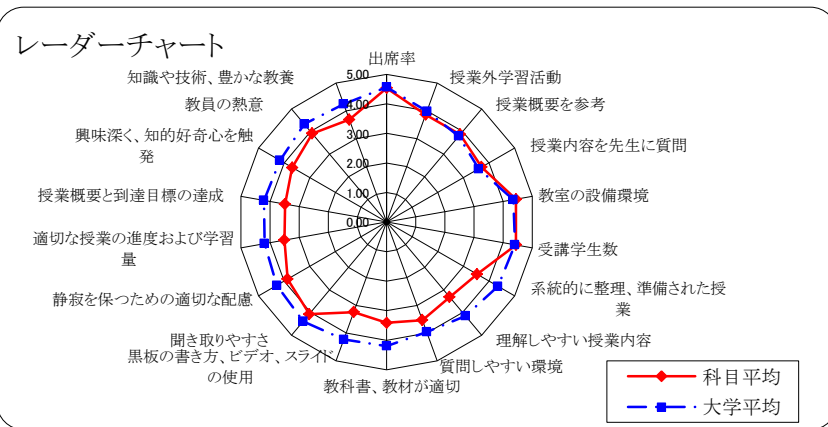 レーダーチャート
出席率
授業外学習活動
授業概要を参考
授業内容を先生に質問
教室の設備環境
受講学生数
系統的に整理、準備された授
業
理解しやすい授業内容
質問しやすい環境
教科書、教材が適切
黒板の書き方、ビデオ、スライド
の使用
聞き取りやすさ
静寂を保つための適切な配慮
適切な授業の進度および学習
量
授業概要と到達目標の達成
興味深く、知的好奇心を触
発
教員の熱意
知識や技術、豊かな教養
5.00
4.00
3.00
2.00
1.00
0.00
科目平均
大学平均